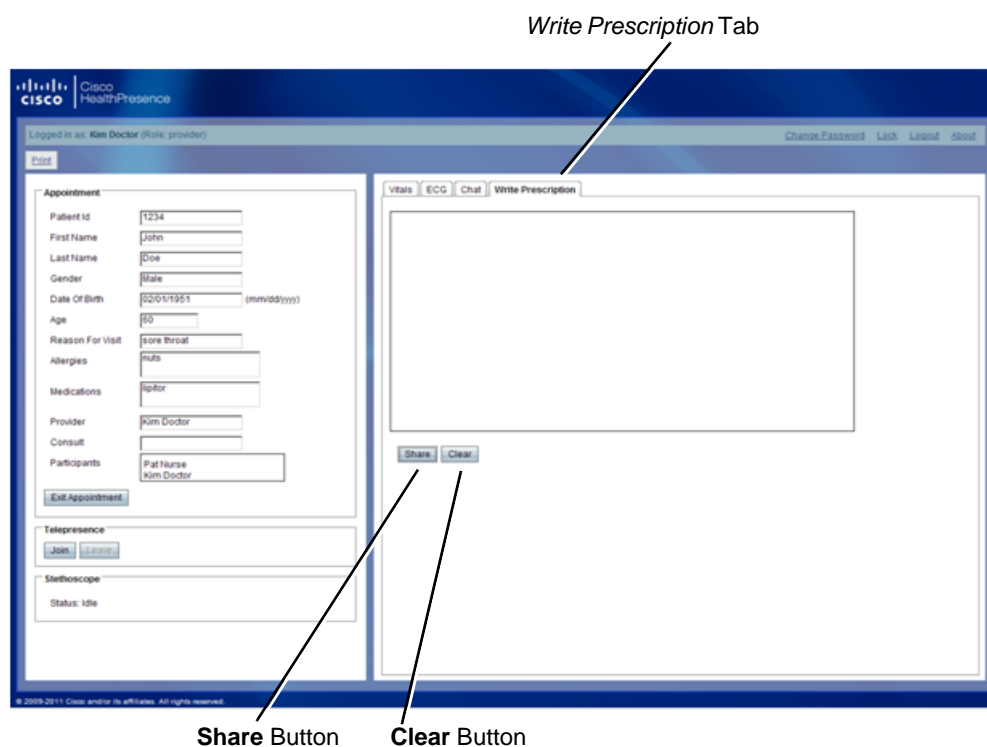 Write Prescription Tab
CISCO
Cisco
HealthPresence
Logged in as: Kim Doctor (Role: provider)
Change Password Lock Logout About
Print
Appointment
Patient Id 1234
First Name John
Last Name Doe
Gender Male
Date Of Birth 02/01/1951 (mm/dd/yyyy)
Age 60
Reason For Visit sore throat
Allergies nuts
Medications lipitor
Provider Kim Doctor
Consult
Participants Pat Nurse
Kim Doctor
Exit Appointment
Telepresence
Join Leave
Stethoscope
Status: Idle
Vitals ECG Chat Write Prescription
Share Clear
© 2009-2011 Cisco and/or its affiliates. All rights reserved.
Share Button Clear Button